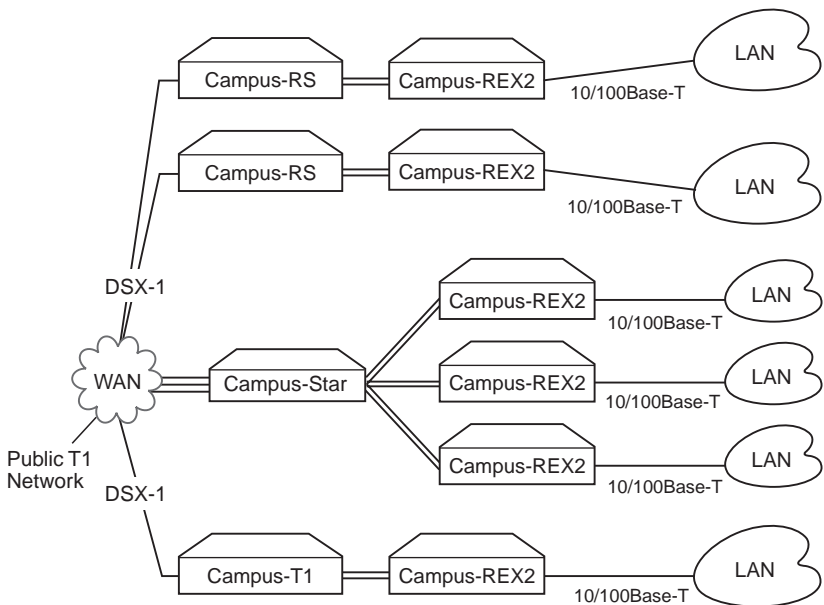 Campus-RS
Campus-REX2
10/100Base-T
LAN
Campus-RS
Campus-REX2
10/100Base-T
LAN
DSX-1
Campus-REX2
10/100Base-T
LAN
WAN
Campus-Star
Campus-REX2
10/100Base-T
LAN
Public T1
Network
Campus-REX2
10/100Base-T
LAN
DSX-1
Campus-T1
Campus-REX2
10/100Base-T
LAN